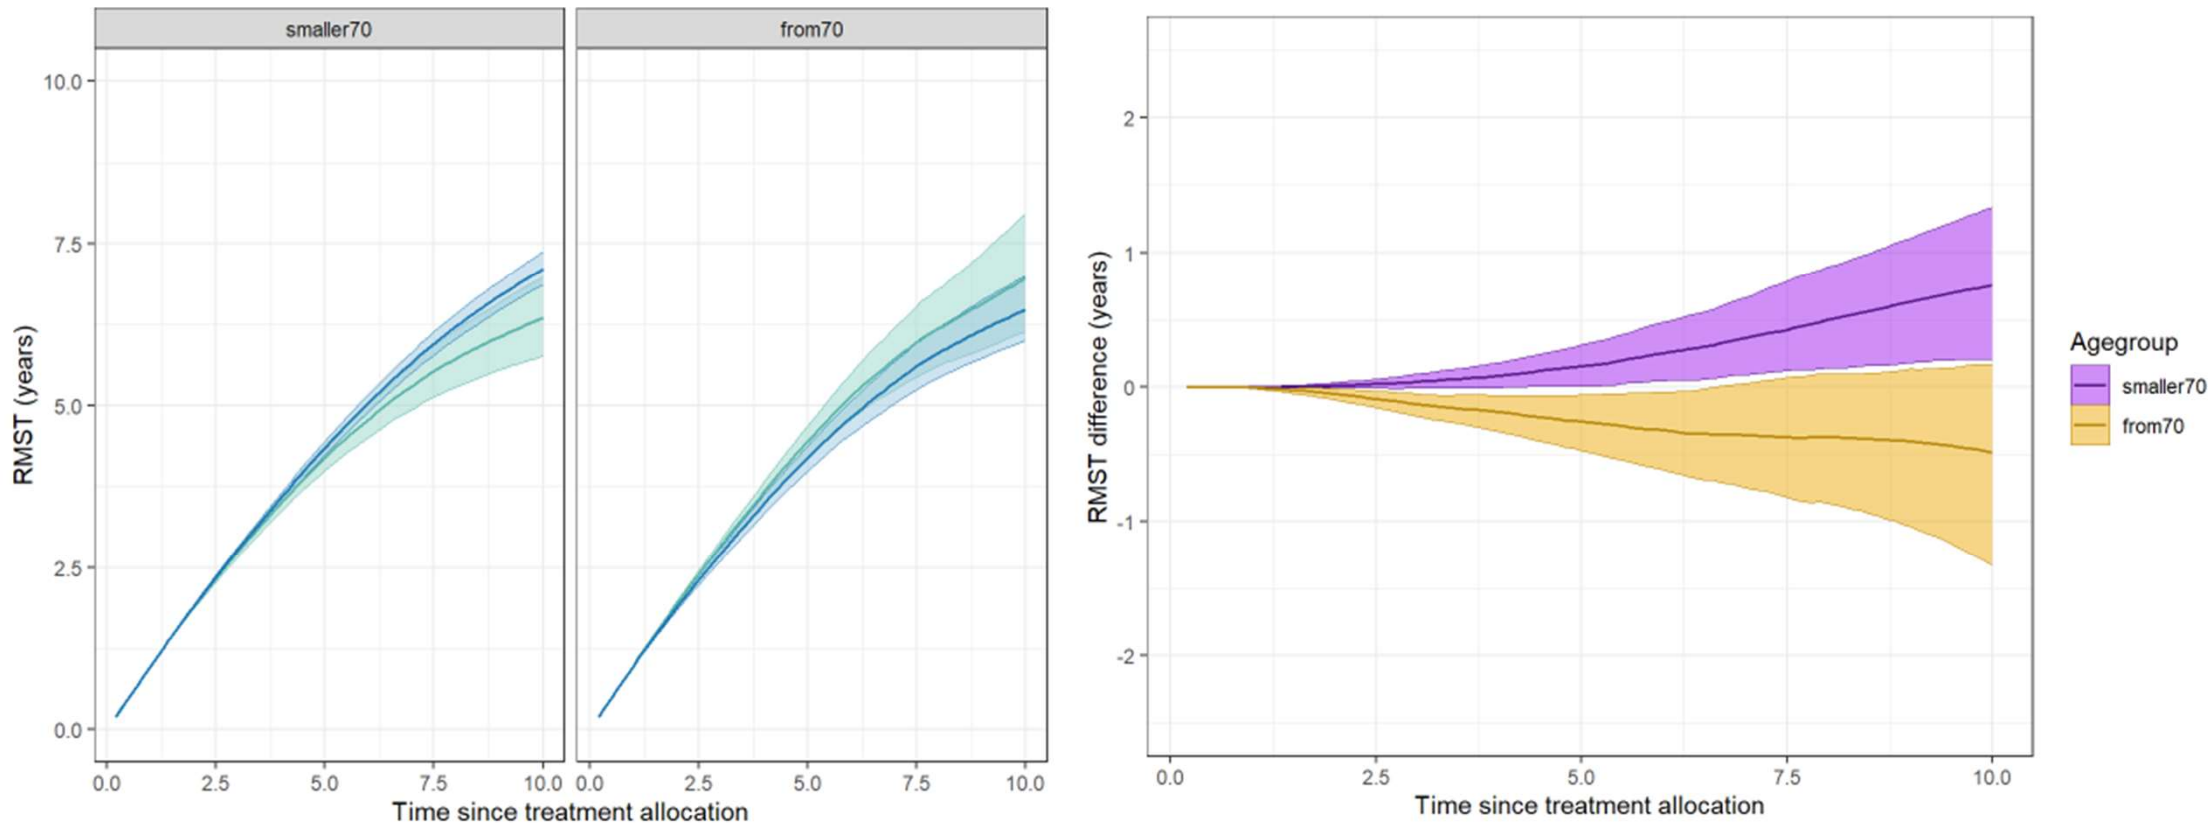 smaller70
from70
RMST (years)
10.0
7.5
5.0
2.5
0.0
0.0 2.5 5.0 7.5 10.0
0.0 2.5 5.0 7.5 10.0
Time since treatment allocation
RMST difference (years)
2
1
0
-1
-2
0.0 2.5 5.0 7.5 10.0
Time since treatment allocation
Agegroup
smaller70
from70